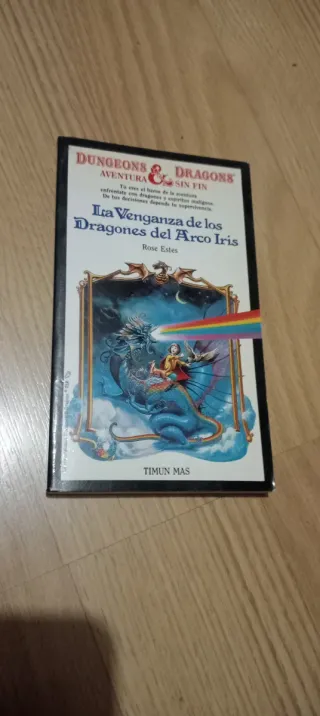 DUNGEONS & DRAGONS®
AVENTURA SIN FIN
Tú eres el héroe de la aventura
enfréntate con dragones y espíritus malignos
De tus decisiones depende tu supervivencia
La Venganza de los
Dragones del Arco Iris
Rose Estes
TIMUN MAS